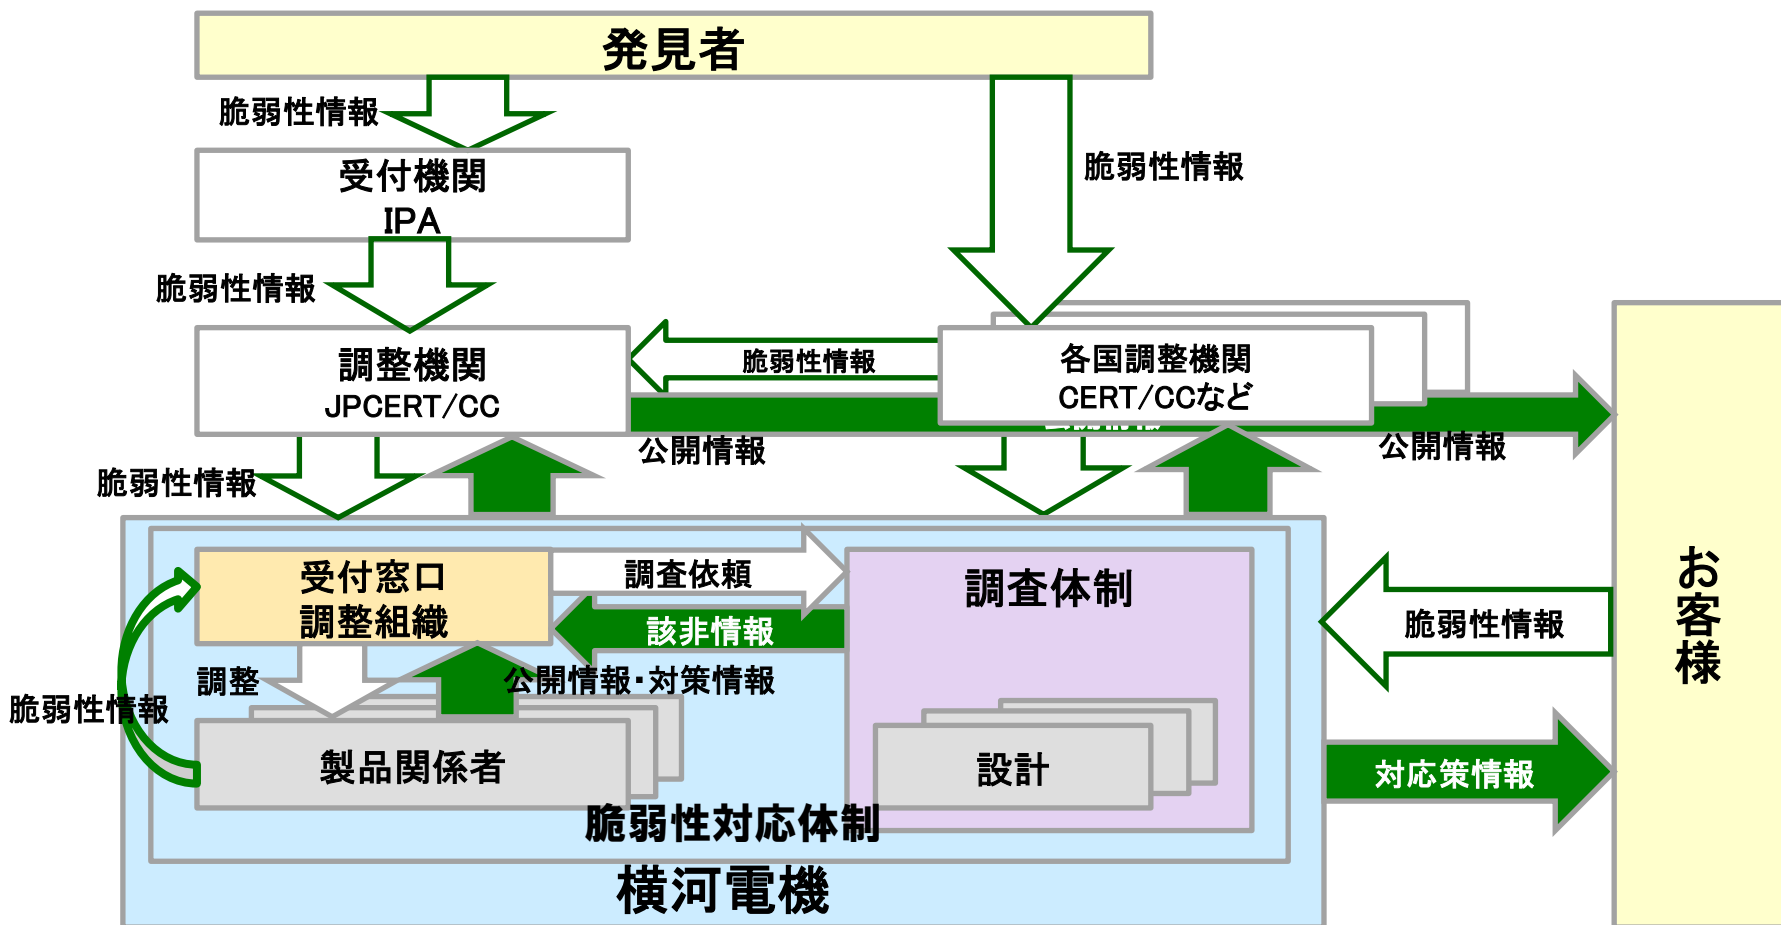 発見者
脆弱性情報
脆弱性情報
受付機関
IPA
脆弱性情報
調整機関
JPCERT/CC
脆弱性情報
各国調整機関
CERT/CCなど
公開情報
公開情報
公開情報
脆弱性情報
受付窓口
調整組織
調査依頼
調査体制
該非情報
お客様
脆弱性情報
調整
公開情報・対策情報
脆弱性情報
製品関係者
設計
対応策情報
脆弱性対応体制
横河電機